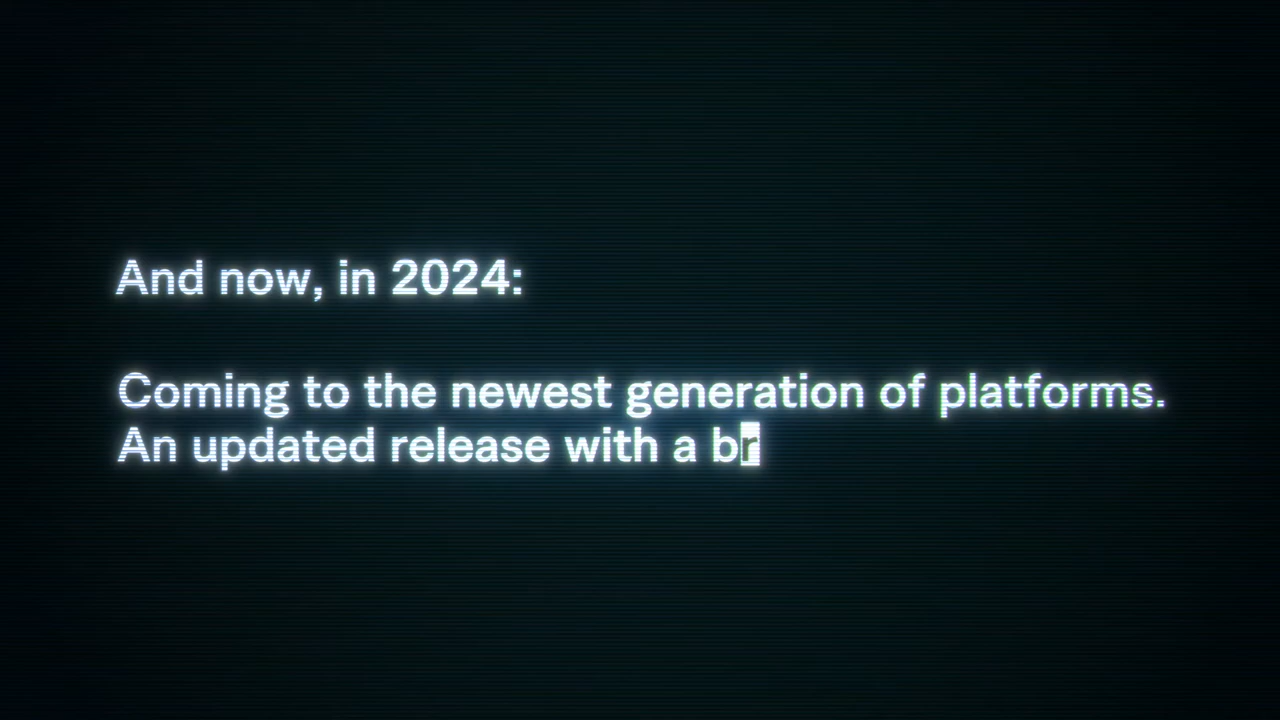 And now, in 2024:
Coming to the newest generation of platforms.
An updated release with a br